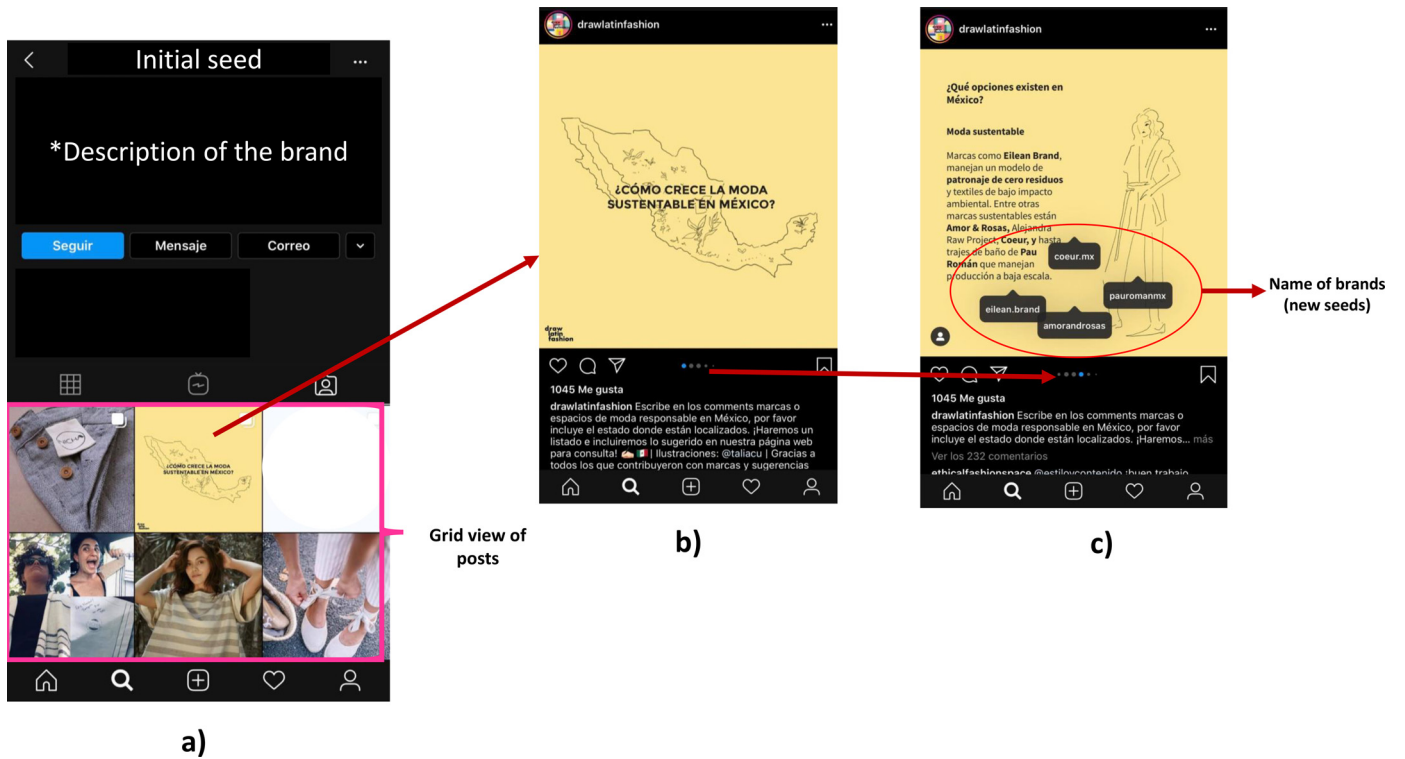 Initial seed
*Description of the brand
Seguir
Mensaje
Correo
¿CÓMO CRECE LA MODA
SUSTENTABLE EN MÉXICO?
draw
latin
fashion
Grid view of
posts
a)
drawlatinfashion
¿CÓMO CRECE LA MODA
SUSTENTABLE EN MÉXICO?
draw
latin
fashion
1045 Me gusta
drawlatinfashion Escribe en los comments marcas o
espacios de moda responsable en México, por favor
incluye el estado donde están localizados. ¡Haremos un
listado e incluiremos lo sugerido en nuestra página web
para consulta! ✍🏻 🇲🇽 | Ilustraciones: @taliacu | Gracias a
todos los que contribuyeron con marcas y sugerencias
b)
drawlatinfashion
¿Qué opciones existen en
México?
Moda sustentable
Marcas como Eilean Brand,
manejan un modelo de
patronaje de cero residuos
y textiles de bajo impacto
ambiental. Entre otras
marcas sustentables están
Amor & Rosas, Alejandra
Raw Project, Coeur, y hasta
trajes de baño de Pau
Román que manejan
producción a baja escala.
coeur.mx
pauromanmx
eilean.brand
amorandrosas
1045 Me gusta
drawlatinfashion Escribe en los comments marcas o
espacios de moda responsable en México, por favor
incluye el estado donde están localizados. ¡Haremos... más
Ver los 232 comentarios
ethicalfashionspace @estiloycontenido ¡buen trabajo
c)
Name of brands
(new seeds)